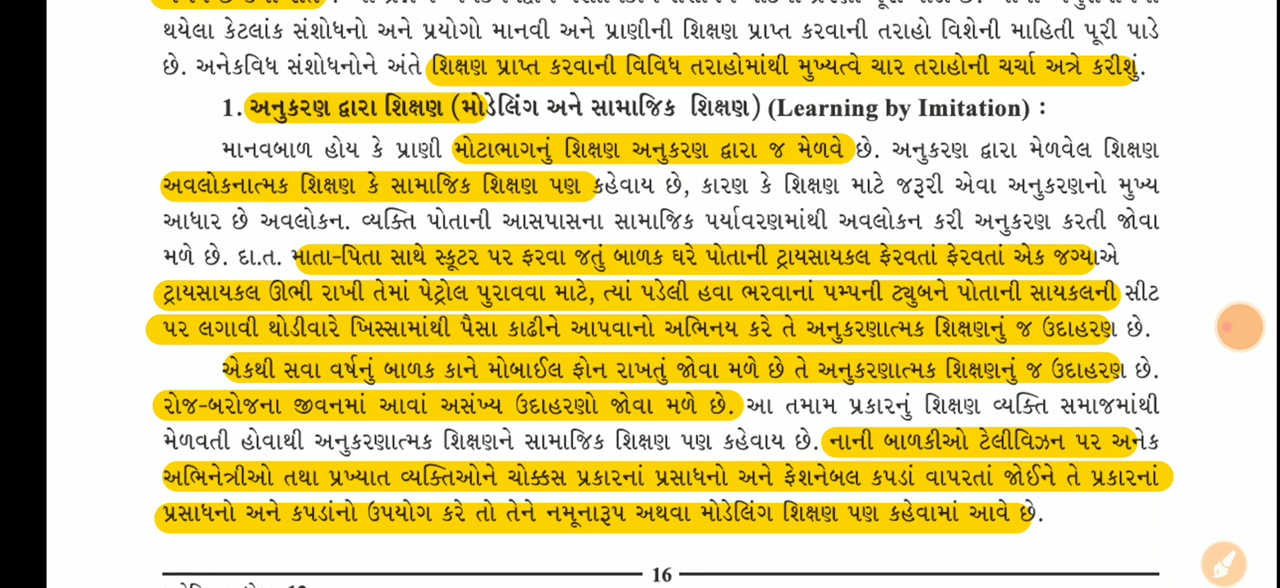 થયેલા કેટલાંક સંશોધનો અને પ્રયોગો માનવી અને પ્રાણીની શિક્ષણ પ્રાપ્ત કરવાની તરાહો વિશેની માહિતી પૂરી પાડે
છે. અનેકવિધ સંશોધનોને અંતે શિક્ષણ પ્રાપ્ત કરવાની વિવિધ તરાહોમાંથી મુખ્યત્વે ચાર તરાહોની ચર્ચા અત્રે કરીશું.
1. અનુકરણ દ્વારા શિક્ષણ (મોડેલિંગ અને સામાજિક શિક્ષણ) (Learning by Imitation) :
માનવબાળ હોય કે પ્રાણી મોટાભાગનું શિક્ષણ અનુકરણ દ્વારા જ મેળવે છે. અનુકરણ દ્વારા મેળવેલ શિક્ષણ
અવલોકનાત્મક શિક્ષણ કે સામાજિક શિક્ષણ પણ કહેવાય છે, કારણ કે શિક્ષણ માટે જરૂરી એવા અનુકરણનો મુખ્ય
આધાર છે અવલોકન. વ્યક્તિ પોતાની આસપાસના સામાજિક પર્યાવરણમાંથી અવલોકન કરી અનુકરણ કરતી જોવા
મળે છે. દા.ત. માતા-પિતા સાથે સ્કૂટર પર ફરવા જતું બાળક ઘરે પોતાની ટ્રાયસાયકલ ફેરવતાં ફેરવતાં એક જગ્યાએ
ટ્રાયસાયકલ ઊભી રાખી તેમાં પેટ્રોલ પુરાવવા માટે, ત્યાં પડેલી હવા ભરવાનાં પમ્પની ટ્યુબને પોતાની સાયકલની સીટ
પર લગાવી થોડીવારે ખિસ્સામાંથી પૈસા કાઢીને આપવાનો અભિનય કરે તે અનુકરણાત્મક શિક્ષણનું જ ઉદાહરણ છે.
એકથી સવા વર્ષનું બાળક કાને મોબાઈલ ફોન રાખતું જોવા મળે છે તે અનુકરણાત્મક શિક્ષણનું જ ઉદાહરણ છે.
રોજ-બરોજના જીવનમાં આવાં અસંખ્ય ઉદાહરણો જોવા મળે છે. આ તમામ પ્રકારનું શિક્ષણ વ્યક્તિ સમાજમાંથી
મેળવતી હોવાથી અનુકરણાત્મક શિક્ષણને સામાજિક શિક્ષણ પણ કહેવાય છે. નાની બાળકીઓ ટેલીવિઝન પર અનેક
અભિનેત્રીઓ તથા પ્રખ્યાત વ્યક્તિઓને ચોક્કસ પ્રકારનાં પ્રસાધનો અને ફેશનેબલ કપડાં વાપરતાં જોઈને તે પ્રકારનાં
પ્રસાધનો અને કપડાંનો ઉપયોગ કરે તો તેને નમૂનારૂપ અથવા મોડેલિંગ શિક્ષણ પણ કહેવામાં આવે છે.
16